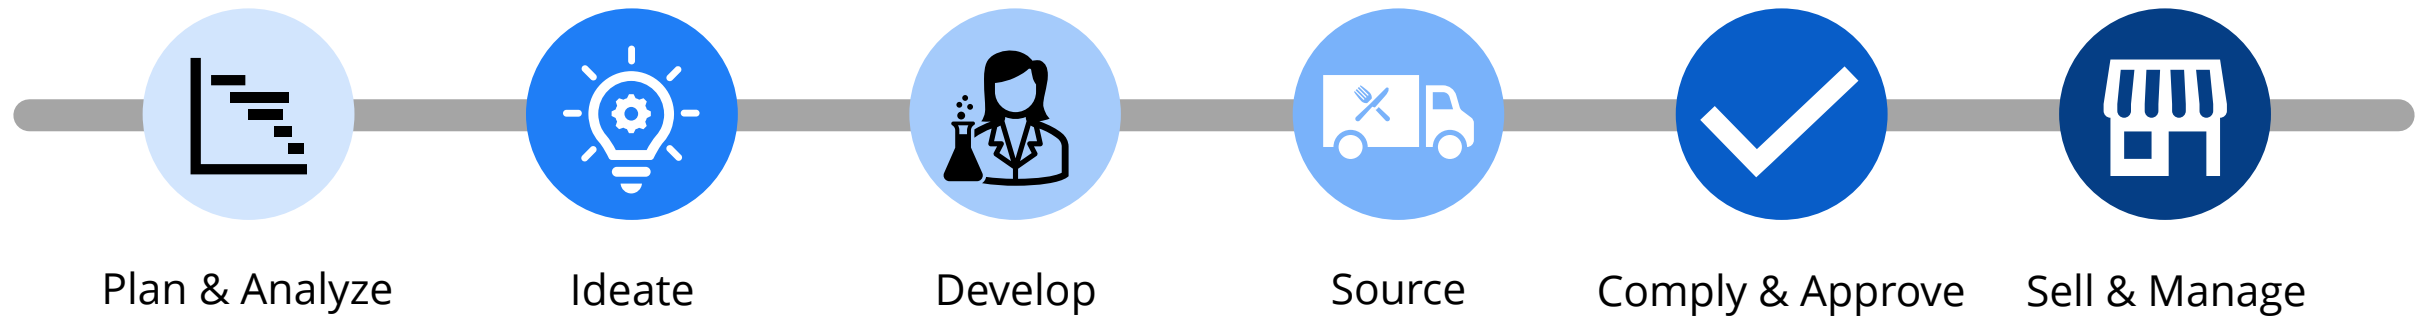 Plan & Analyze
Ideate
Develop
Source
Comply & Approve
Sell & Manage